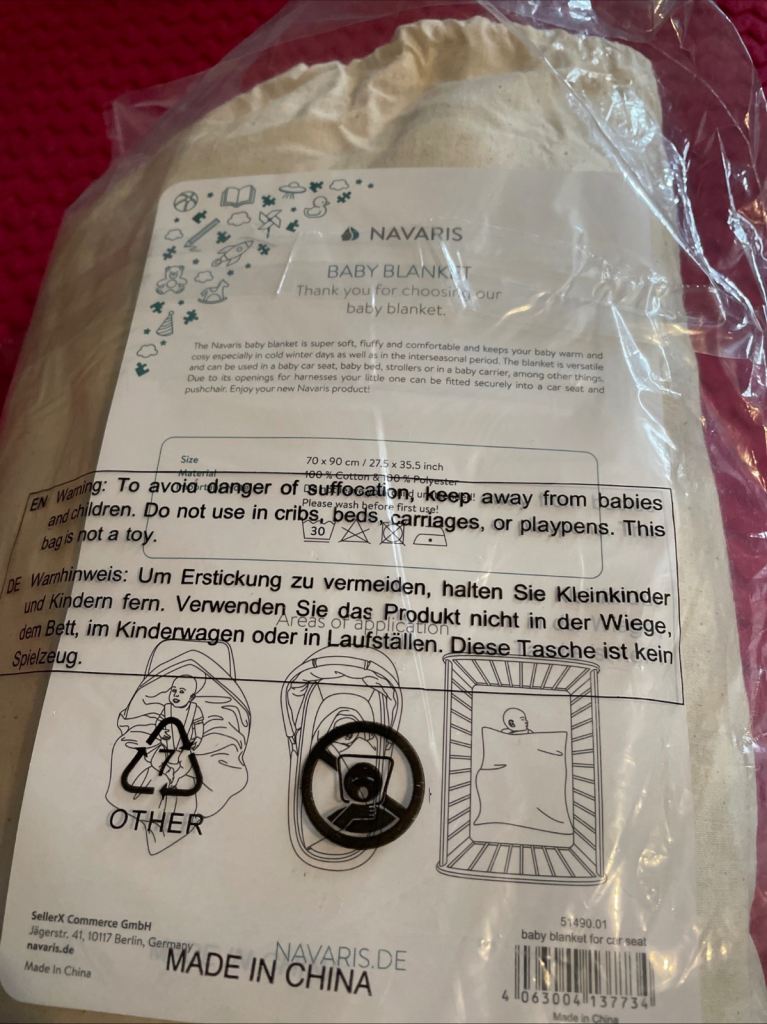 NAVARIS
BABY BLANKET
Thank you for choosing our
baby blanket.
The Navaris baby blanket is super soft, fluffy and comfortable and keeps your baby warm and
cosy especially in cold winter days as well as in the interseasonal period. The blanket is versatile
and can be used in a baby car seat, baby bed, strollers or in a baby carrier, among other things.
Due to its openings for harnesses your little one can be fitted securely into a car seat and
pushchair. Enjoy your new Navaris product!
Size 70 x 90 cm / 27.5 x 35.5 inch
Material 100 % Cotton & 100 % Polyester
Please wash before first use!
30
EN Warning: To avoid danger of suffocation, keep away from babies
and children. Do not use in cribs, beds, carriages, or playpens. This
bag is not a toy.
DE Warnhinweis: Um Erstickung zu vermeiden, halten Sie Kleinkinder
und Kindern fern. Verwenden Sie das Produkt nicht in der Wiege,
dem Bett, im Kinderwagen oder in Laufställen. Diese Tasche ist kein
Spielzeug.
Areas of application
7
OTHER
SellerX Commerce GmbH
Jägerstr. 41, 10117 Berlin, Germany
navaris.de
Made In China
NAVARIS.DE
MADE IN CHINA
51490.01
baby blanket for car seat
4 063004 137734
Made in China